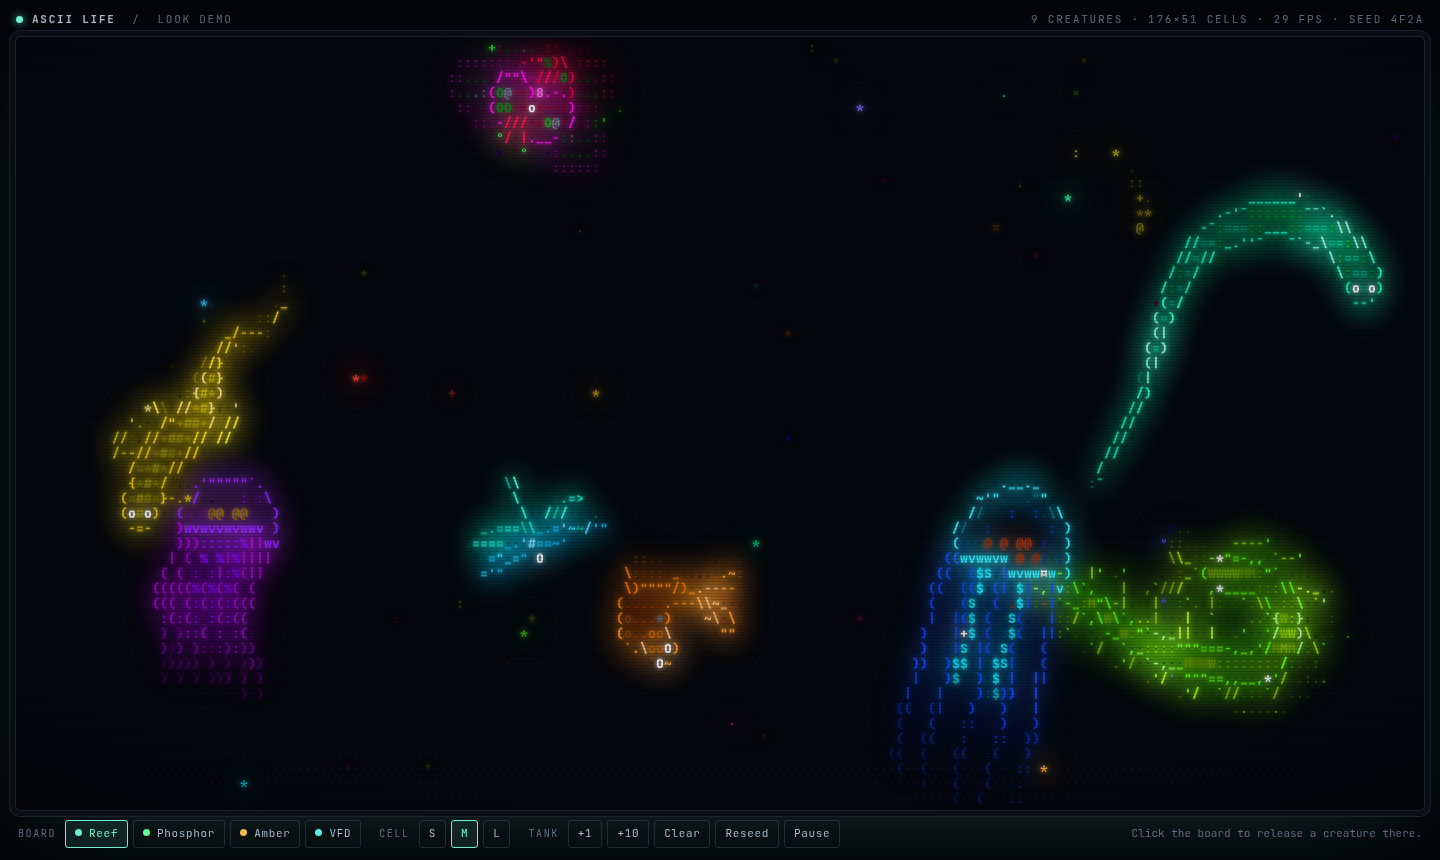 ASCII LIFE / LOOK DEMO
9 CREATURES · 176×51 CELLS · 29 FPS · SEED 4F2A
BOARD Reef Phosphor Amber VFD CELL S M L TANK +1 +10 Clear Reseed Pause
Click the board to release a creature there.